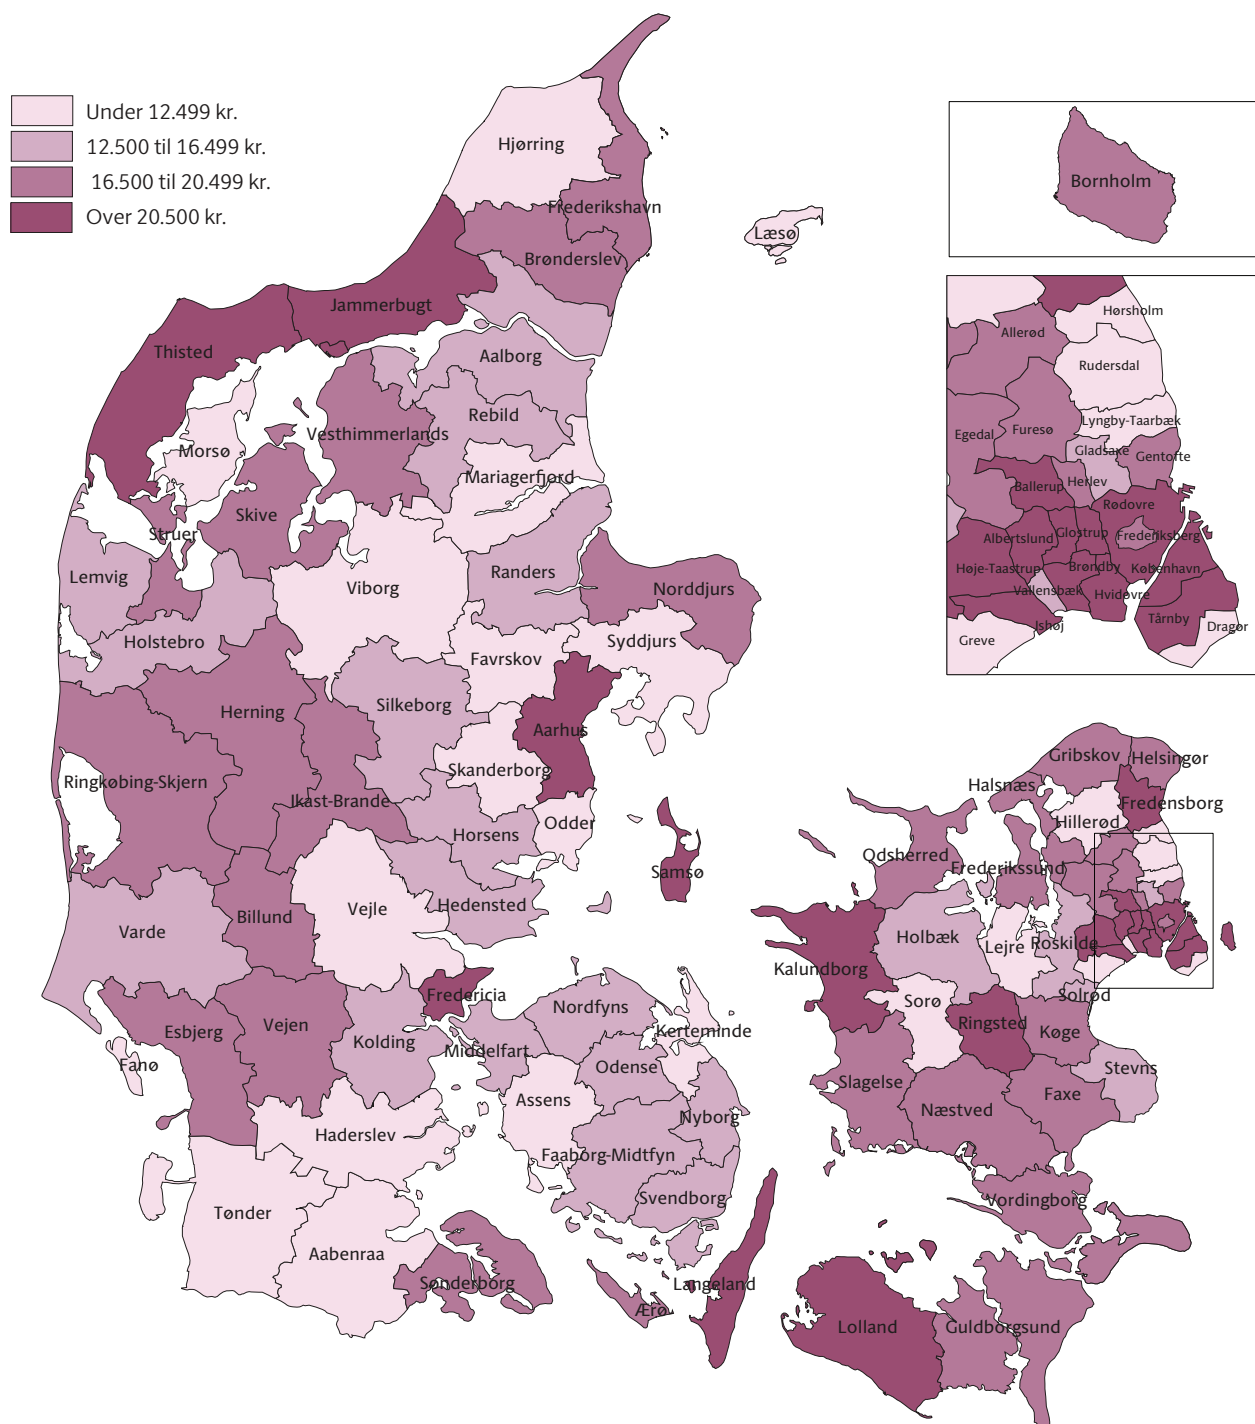 Under 12.499 kr.
12.500 til 16.499 kr.
16.500 til 20.499 kr.
Over 20.500 kr.
Hjørring
Frederikshavn
Læsø
Brønderslev
Jammerbugt
Thisted
Aalborg
Rebild
Vesthimmerlands
Morsø
Mariagerfjord
Skive
Struer
Lemvig
Viborg
Randers
Norddjurs
Holstebro
Syddjurs
Favrskov
Silkeborg
Herning
Aarhus
Skanderborg
Ringkøbing-Skjern
Ikast-Brande
Odder
Horsens
Samsø
Hedensted
Vejle
Billund
Varde
Fredericia
Vejen
Esbjerg
Kolding
Middelfart
Nordfyns
Kerteminde
Fanø
Odense
Assens
Nyborg
Haderslev
Faaborg-Midtfyn
Svendborg
Tønder
Aabenraa
Sønderborg
Langeland
Ærø
Bornholm
Hørsholm
Allerød
Rudersdal
Lyngby-Taarbæk
Egedal
Furesø
Gladsaxe
Gentofte
Ballerup
Herlev
Rødovre
Albertslund
Glostrup
Frederiksberg
Høje-Taastrup
Brøndby
København
Vallensbæk
Hvidovre
Ishøj
Tårnby
Dragør
Greve
Gribskov
Helsingør
Halsnæs
Fredensborg
Hillerød
Odsherred
Frederikssund
Holbæk
Lejre
Roskilde
Kalundborg
Solrød
Sorø
Ringsted
Køge
Stevns
Slagelse
Næstved
Faxe
Vordingborg
Lolland
Guldborgsund